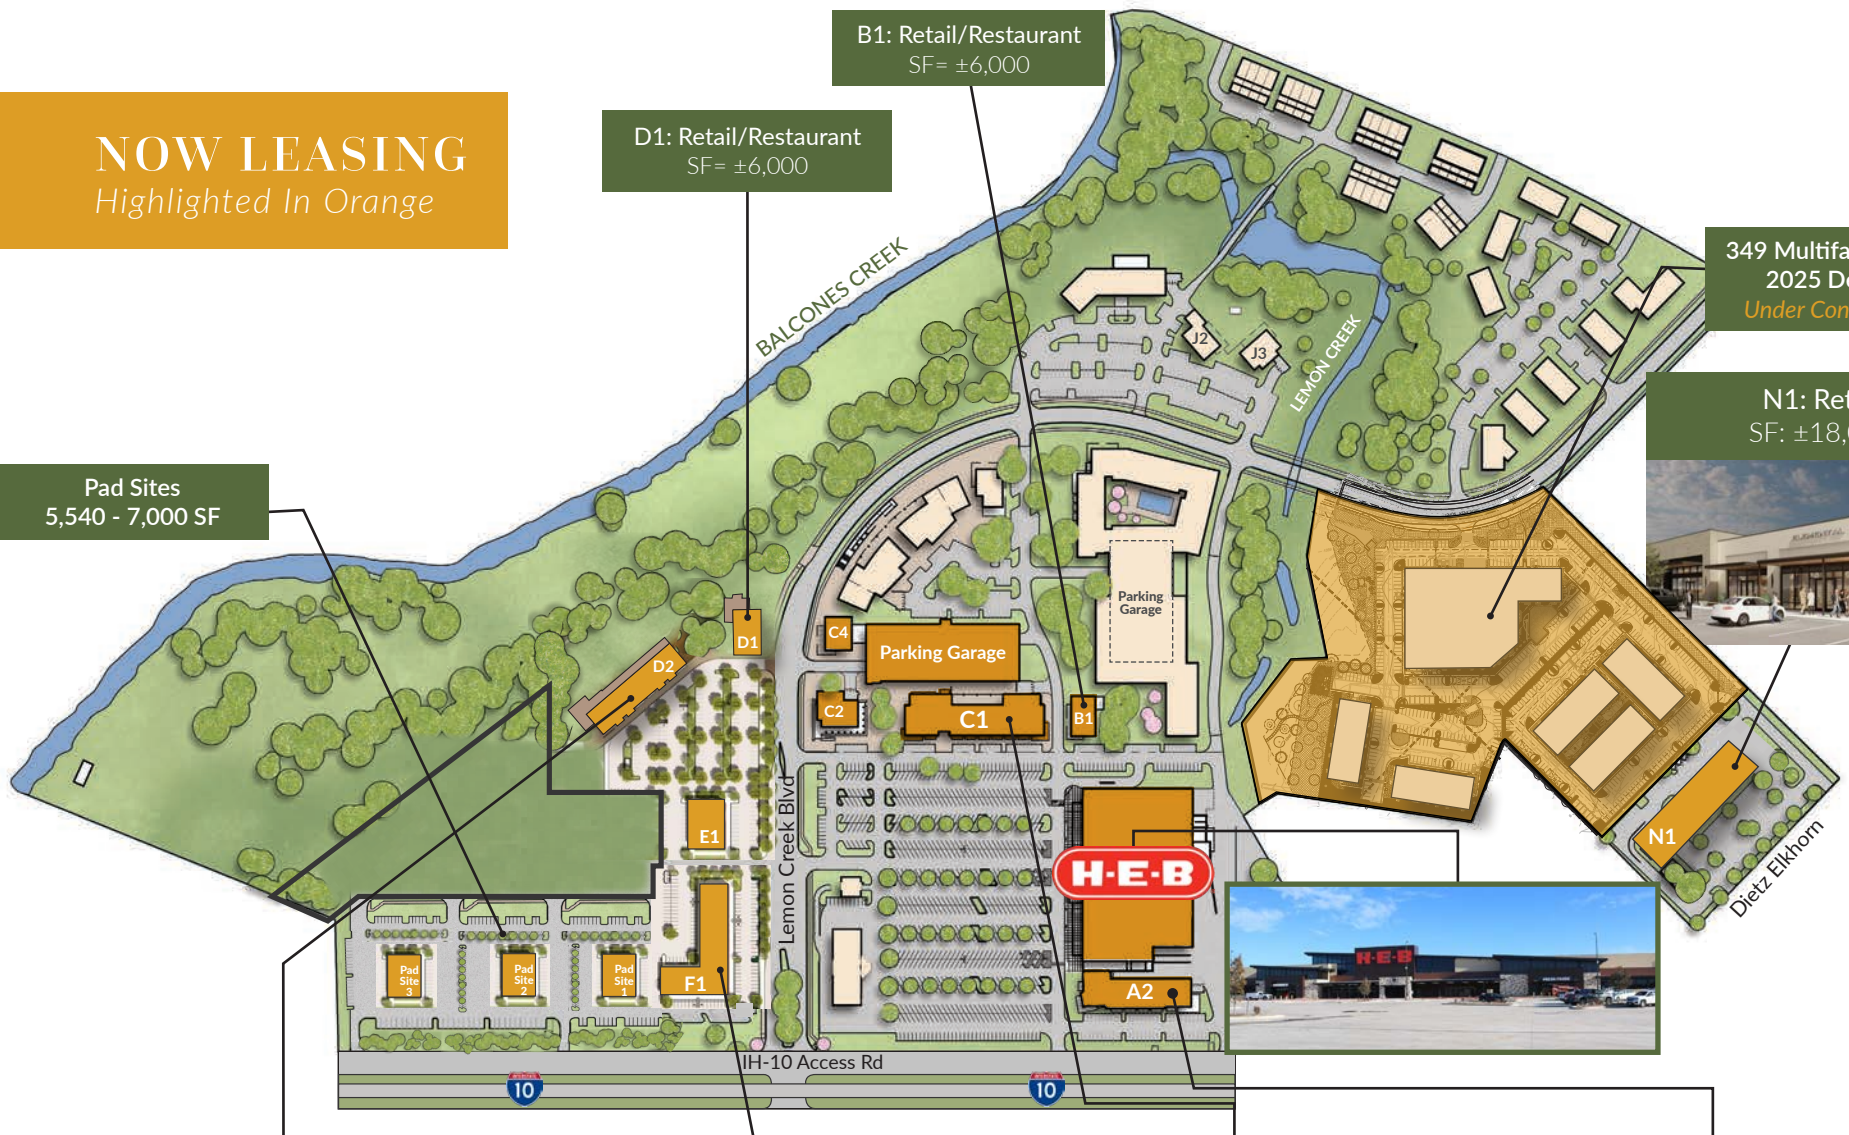 B1: Retail/Restaurant
SF= ±6,000
NOW LEASING
Highlighted In Orange
D1: Retail/Restaurant
SF= ±6,000
349 Multifa
2025 D
Under Con
BALCONES CREEK
J2
J3
LEMON CREEK
N1: Ret
SF: ±18,
Pad Sites
5,540 - 7,000 SF
Parking
Garage
D1
C4
Parking Garage
D2
C2
C1
B1
E1
Lemon Creek Blvd
N1
Dietz Elkhorn
H-E-B
H-E-B
Pad
Site
3
Pad
Site
2
Pad
Site
1
F1
A2
IH-10 Access Rd
10
10